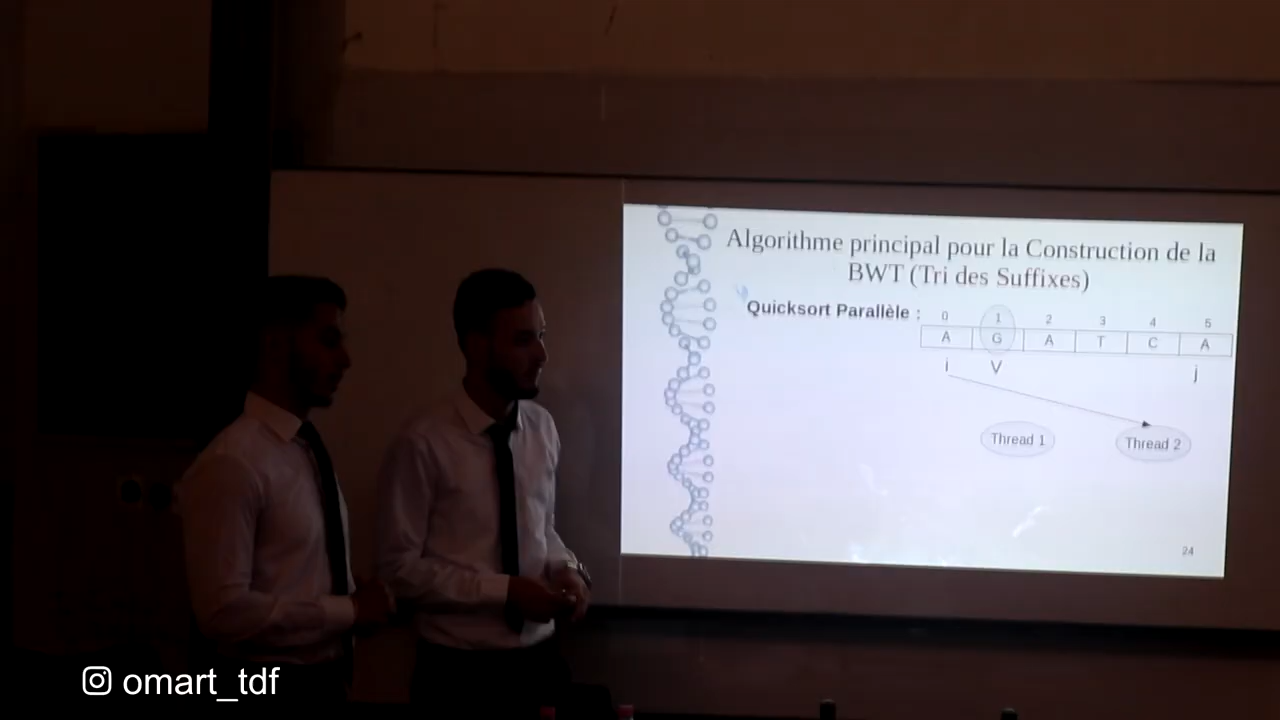 Algorithme principal pour la Construction de la
BWT (Tri des Suffixes)
Quicksort Parallèle :
0 1 2 3 4 5
A G A T C A
i V j
Thread 1 Thread 2
24
omart_tdf